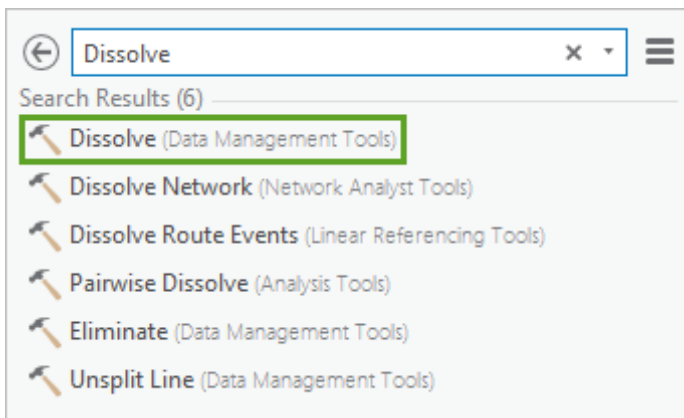 Dissolve
Search Results (6)
Dissolve (Data Management Tools)
Dissolve Network (Network Analyst Tools)
Dissolve Route Events (Linear Referencing Tools)
Pairwise Dissolve (Analysis Tools)
Eliminate (Data Management Tools)
Unsplit Line (Data Management Tools)